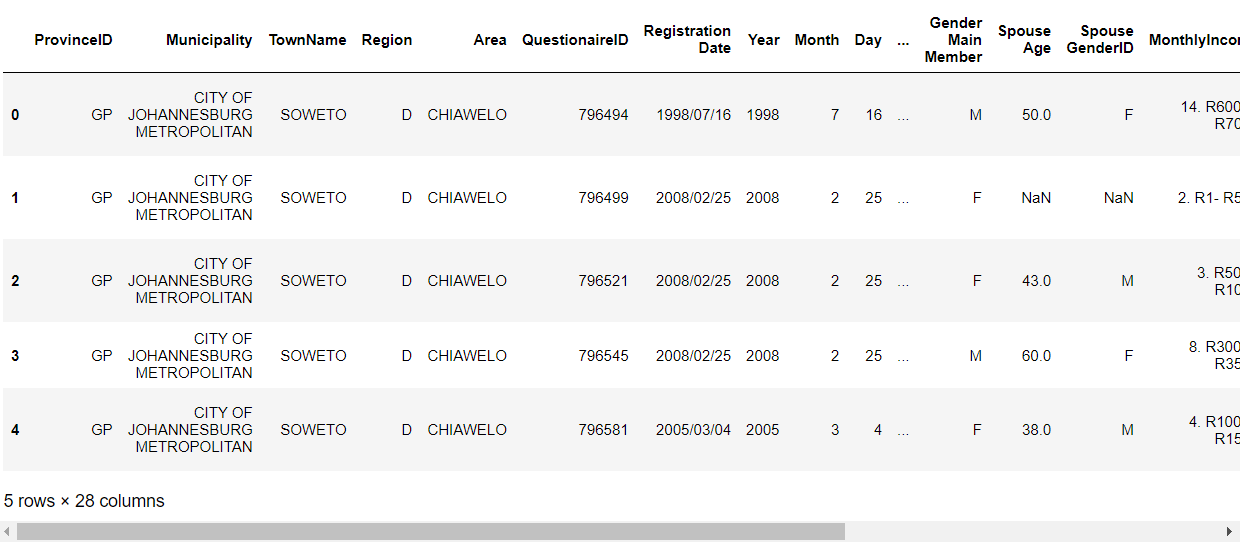 ProvinceID Municipality TownName Region Area QuestionaireID Registration Date Year Month Day ... Gender Main Member Spouse Age Spouse GenderID MonthlyIncor
0 GP CITY OF JOHANNESBURG METROPOLITAN SOWETO D CHIAWELO 796494 1998/07/16 1998 7 16 ... M 50.0 F 14. R600 R70
1 GP CITY OF JOHANNESBURG METROPOLITAN SOWETO D CHIAWELO 796499 2008/02/25 2008 2 25 ... F NaN NaN 2. R1- R5
2 GP CITY OF JOHANNESBURG METROPOLITAN SOWETO D CHIAWELO 796521 2008/02/25 2008 2 25 ... F 43.0 M 3. R50 R10
3 GP CITY OF JOHANNESBURG METROPOLITAN SOWETO D CHIAWELO 796545 2008/02/25 2008 2 25 ... M 60.0 F 8. R300 R35
4 GP CITY OF JOHANNESBURG METROPOLITAN SOWETO D CHIAWELO 796581 2005/03/04 2005 3 4 ... F 38.0 M 4. R100 R15
5 rows × 28 columns